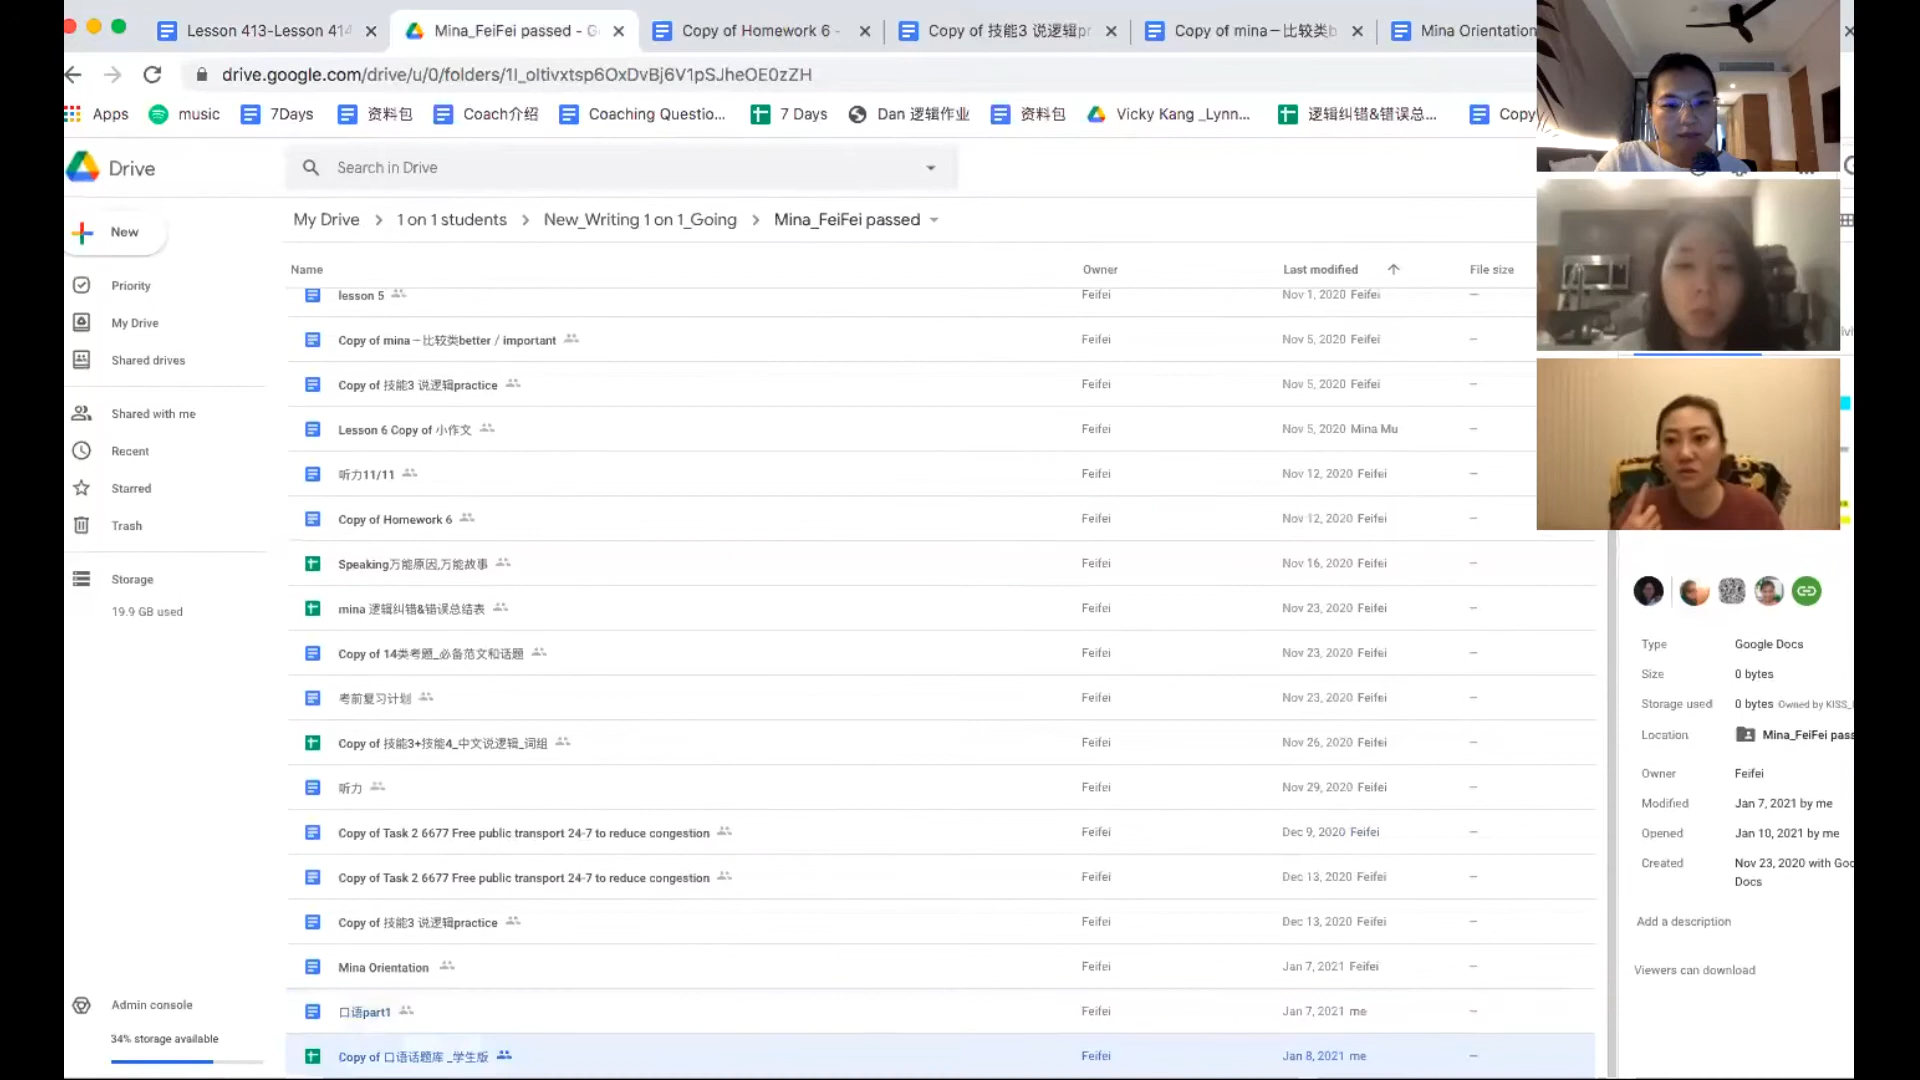 Lesson 413-Lesson 414
Mina_FeiFei passed - G
Copy of Homework 6 -
Copy of 技能3 说逻辑pr
Copy of mina－比较类b
Mina Orientation
drive.google.com/drive/u/0/folders/1I_oItivxtsp6OxDvBj6V1pSJheOE0zZH
Apps
music
7Days
资料包
Coach介绍
Coaching Questio...
7 Days
Dan 逻辑作业
资料包
Vicky Kang _Lynn...
逻辑纠错&错误总...
Copy
Drive
Search in Drive
New
My Drive
1 on 1 students
New_Writing 1 on 1_Going
Mina_FeiFei passed
Priority
My Drive
Shared drives
Shared with me
Recent
Starred
Trash
Storage
19.9 GB used
Admin console
34% storage available
Name Owner Last modified File size
lesson 5 Feifei Nov 1, 2020 Feifei —
Copy of mina－比较类better / important Feifei Nov 5, 2020 Feifei —
Copy of 技能3 说逻辑practice Feifei Nov 5, 2020 Feifei —
Lesson 6 Copy of 小作文 Feifei Nov 5, 2020 Mina Mu —
听力11/11 Feifei Nov 12, 2020 Feifei —
Copy of Homework 6 Feifei Nov 12, 2020 Feifei —
Speaking万能原因,万能故事 Feifei Nov 16, 2020 Feifei —
mina 逻辑纠错&错误总结表 Feifei Nov 23, 2020 Feifei —
Copy of 14类考题_必备范文和话题 Feifei Nov 23, 2020 Feifei —
考前复习计划 Feifei Nov 23, 2020 Feifei —
Copy of 技能3+技能4_中文说逻辑_词组 Feifei Nov 26, 2020 Feifei —
听力 Feifei Nov 29, 2020 Feifei —
Copy of Task 2 6677 Free public transport 24-7 to reduce congestion Feifei Dec 9, 2020 Feifei —
Copy of Task 2 6677 Free public transport 24-7 to reduce congestion Feifei Dec 13, 2020 Feifei —
Copy of 技能3 说逻辑practice Feifei Dec 13, 2020 Feifei —
Mina Orientation Feifei Jan 7, 2021 Feifei —
口语part1 Feifei Jan 7, 2021 me —
Copy of 口语话题库 _学生版 Feifei Jan 8, 2021 me —
Type Google Docs
Size 0 bytes
Storage used 0 bytes Owned by KISS_
Location Mina_FeiFei pass
Owner Feifei
Modified Jan 7, 2021 by me
Opened Jan 10, 2021 by me
Created Nov 23, 2020 with Goo
Docs
Add a description
Viewers can download